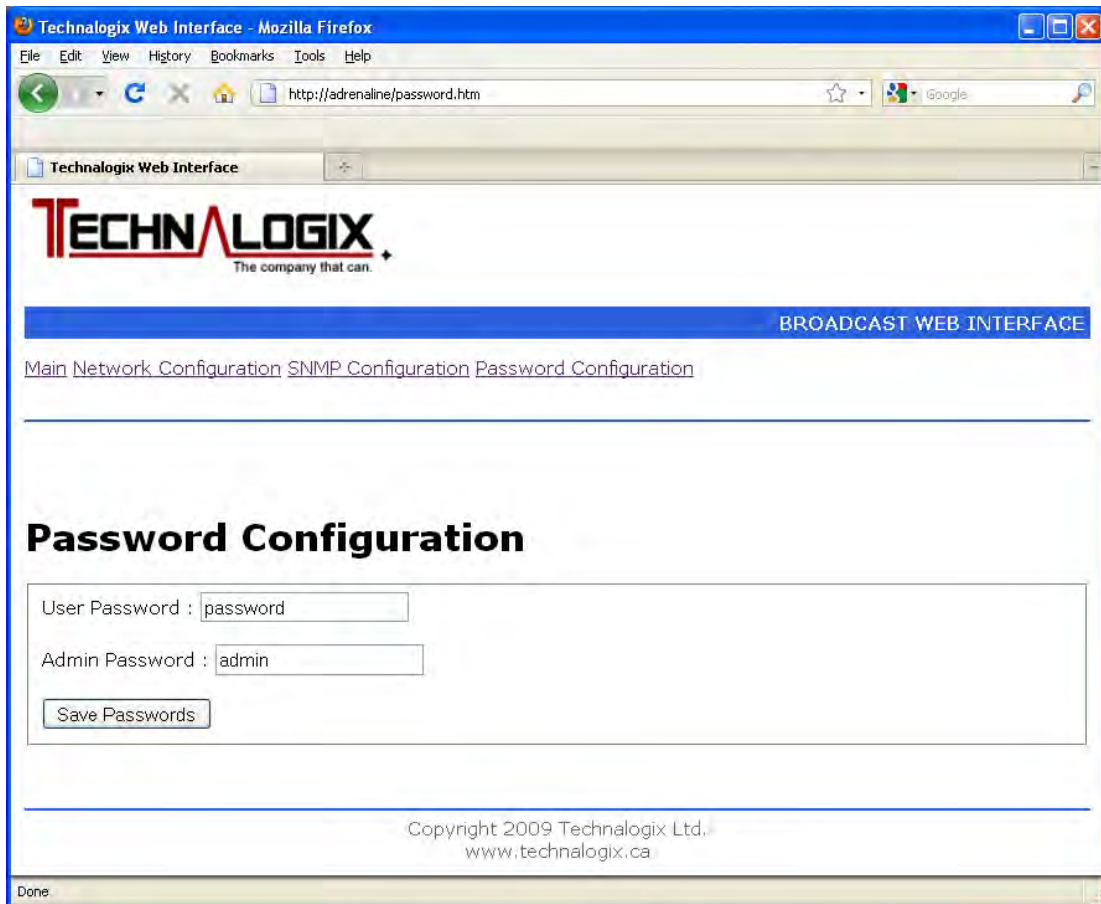 Technalogix Web Interface - Mozilla Firefox
File Edit View History Bookmarks Tools Help
http://adrenaline/password.htm
Google
Technalogix Web Interface
TECHNALOGIX
The company that can.
BROADCAST WEB INTERFACE
Main Network Configuration SNMP Configuration Password Configuration
Password Configuration
User Password : password
Admin Password : admin
Save Passwords
Copyright 2009 Technalogix Ltd.
www.technalogix.ca
Done